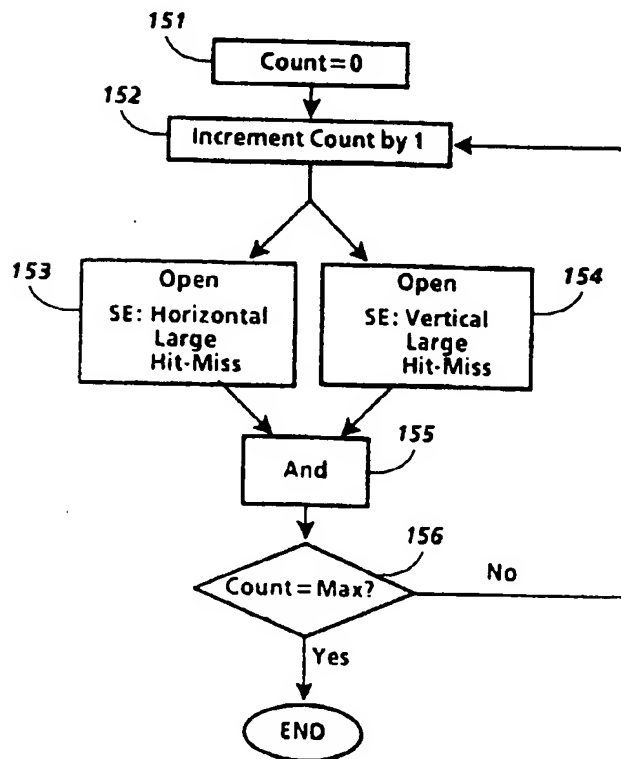 151
Count=0
152
Increment Count by 1
153
Open
SE: Horizontal
Large
Hit-Miss
154
Open
SE: Vertical
Large
Hit-Miss
155
And
156
Count=Max?
No
Yes
END